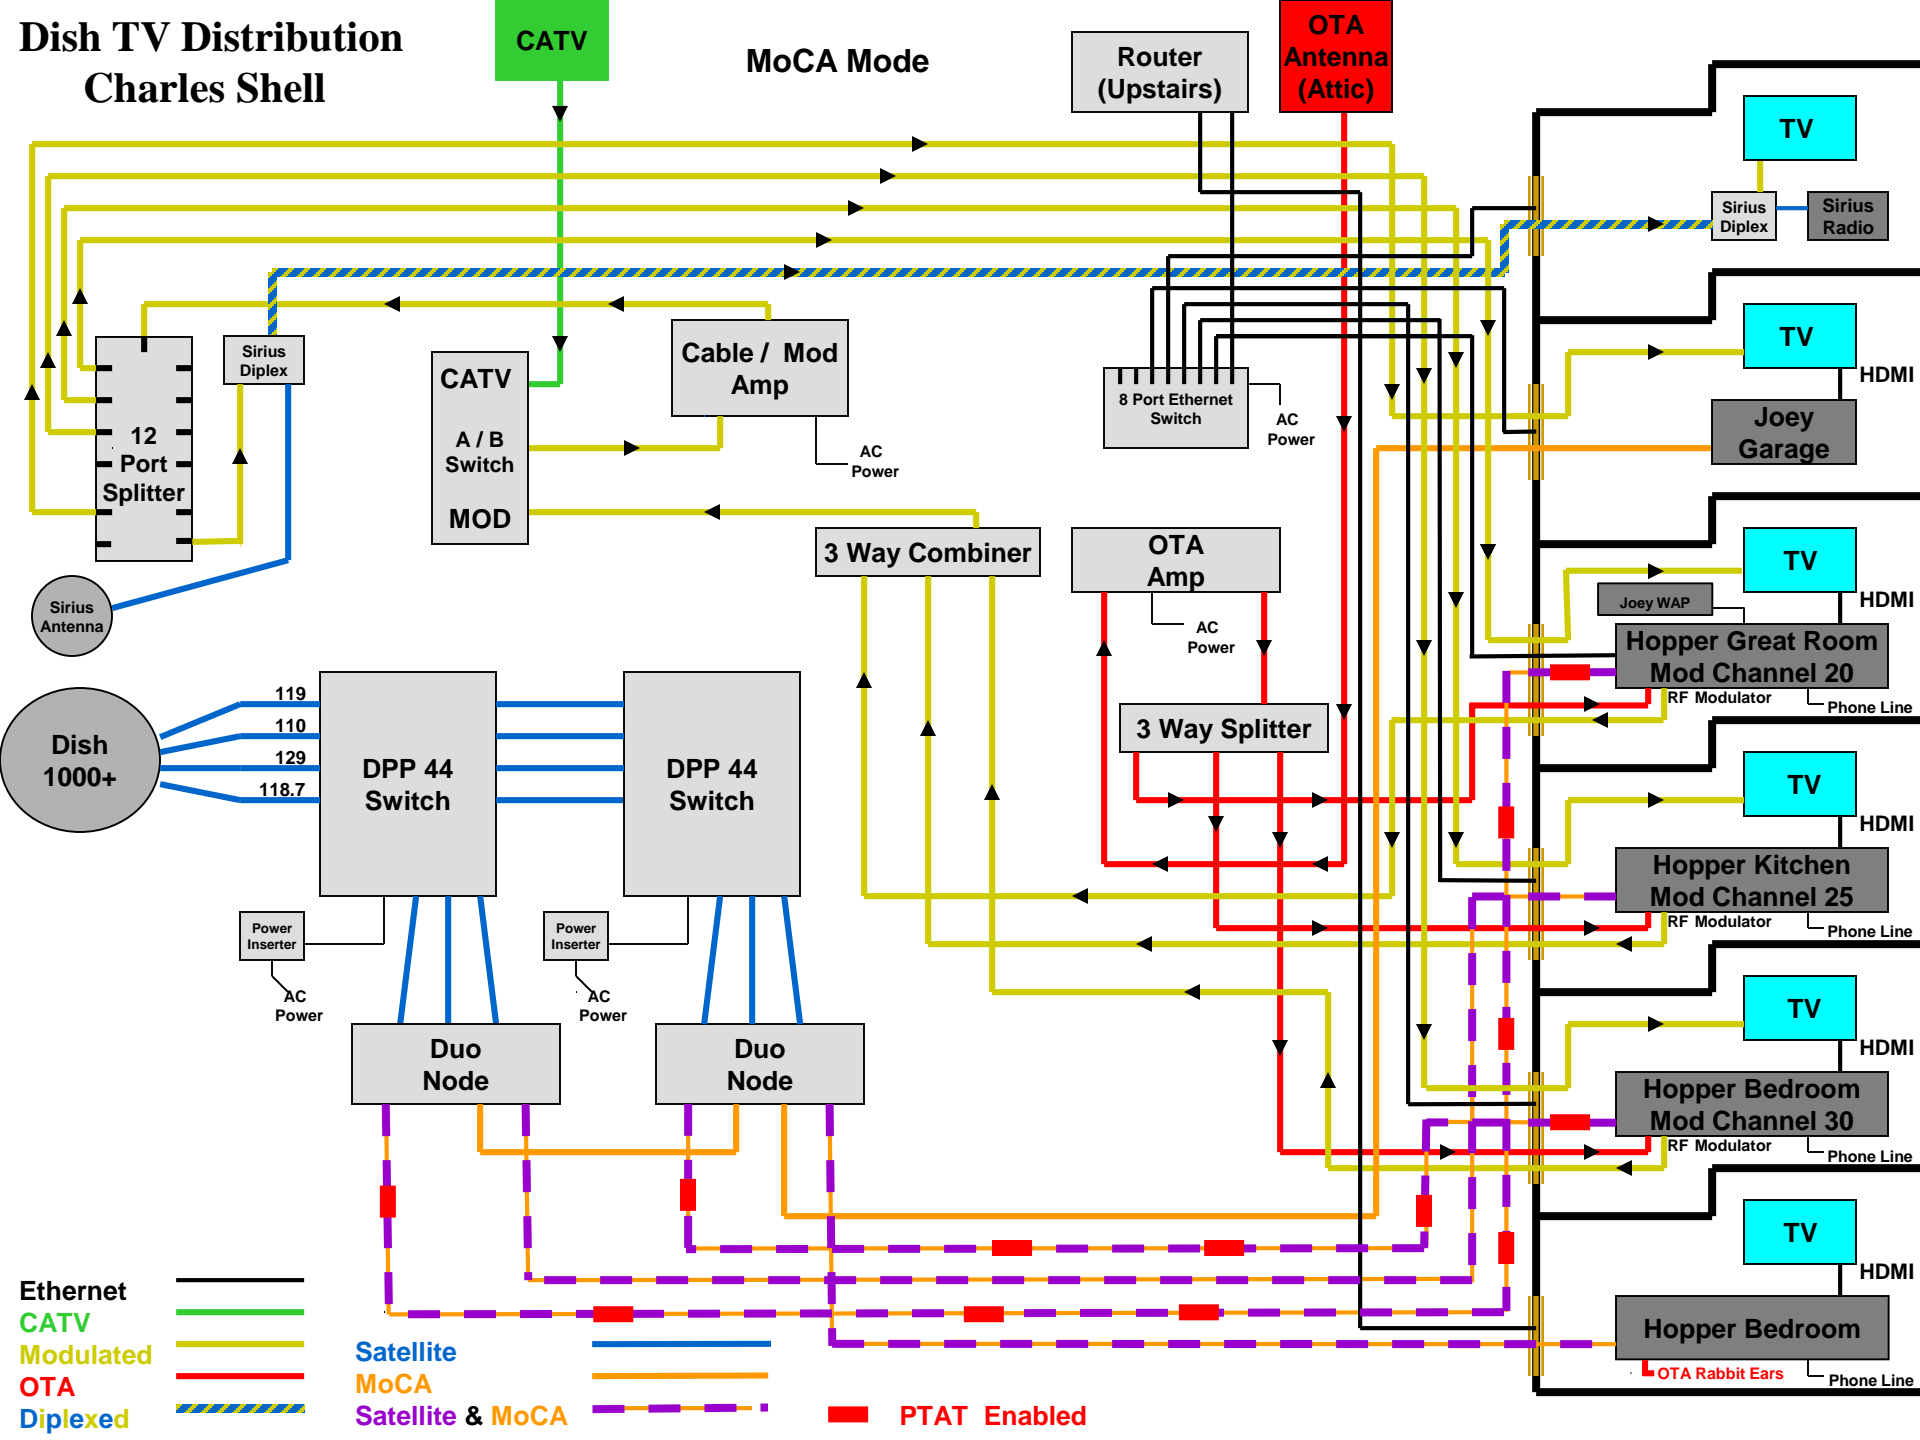 Dish TV Distribution
Charles Shell
CATV
MoCA Mode
Router
(Upstairs)
OTA
Antenna
(Attic)
TV
Sirius
Diplex
Sirius
Radio
Sirius
Diplex
12
Port
Splitter
CATV
A / B
Switch
MOD
Cable / Mod
Amp
AC
Power
8 Port Ethernet
Switch
AC
Power
TV
HDMI
Joey
Garage
3 Way Combiner
OTA
Amp
AC
Power
TV
HDMI
Joey WAP
Hopper Great Room
Mod Channel 20
RF Modulator
Phone Line
Sirius
Antenna
Dish
1000+
119
110
129
118.7
DPP 44
Switch
DPP 44
Switch
3 Way Splitter
TV
HDMI
Hopper Kitchen
Mod Channel 25
RF Modulator
Phone Line
Power
Inserter
AC
Power
Power
Inserter
AC
Power
Duo
Node
Duo
Node
TV
HDMI
Hopper Bedroom
Mod Channel 30
RF Modulator
Phone Line
TV
HDMI
Hopper Bedroom
OTA Rabbit Ears
Phone Line
Ethernet
CATV
Modulated
OTA
Diplexed
Satellite
MoCA
Satellite & MoCA
PTAT Enabled